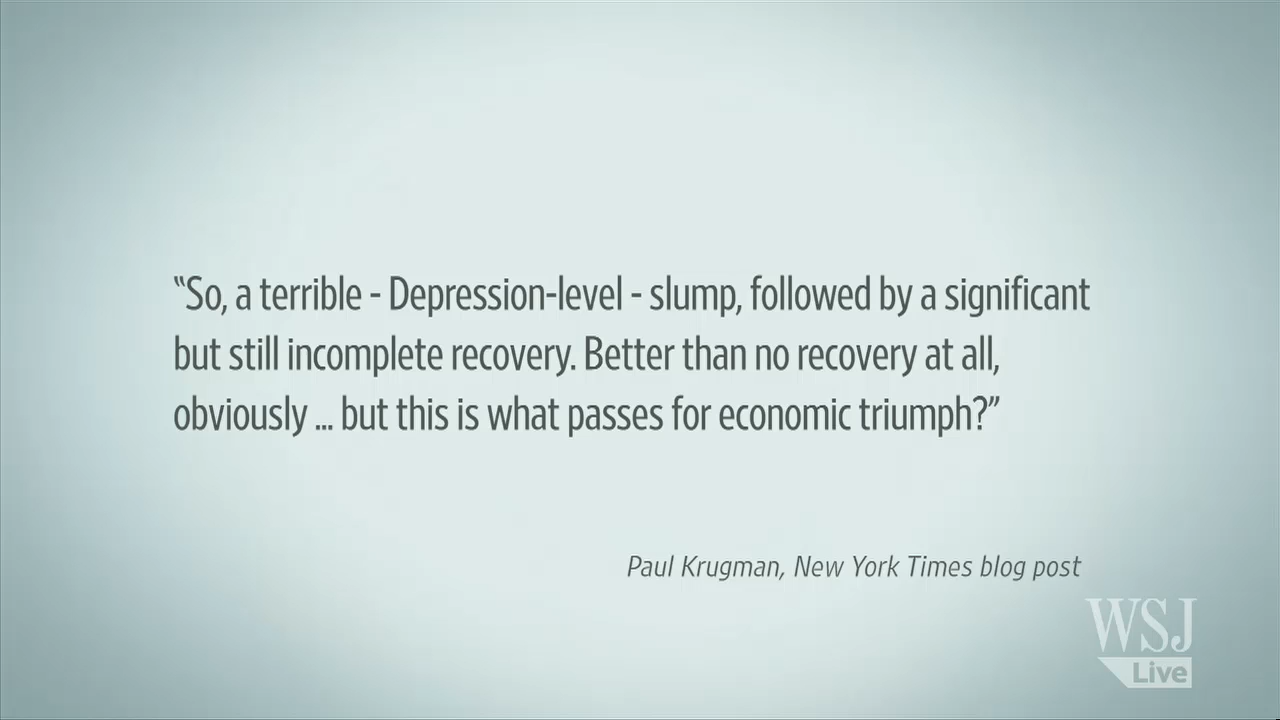 “So, a terrible - Depression-level - slump, followed by a significant
but still incomplete recovery. Better than no recovery at all,
obviously ... but this is what passes for economic triumph?”
Paul Krugman, New York Times blog post
WSJ
Live